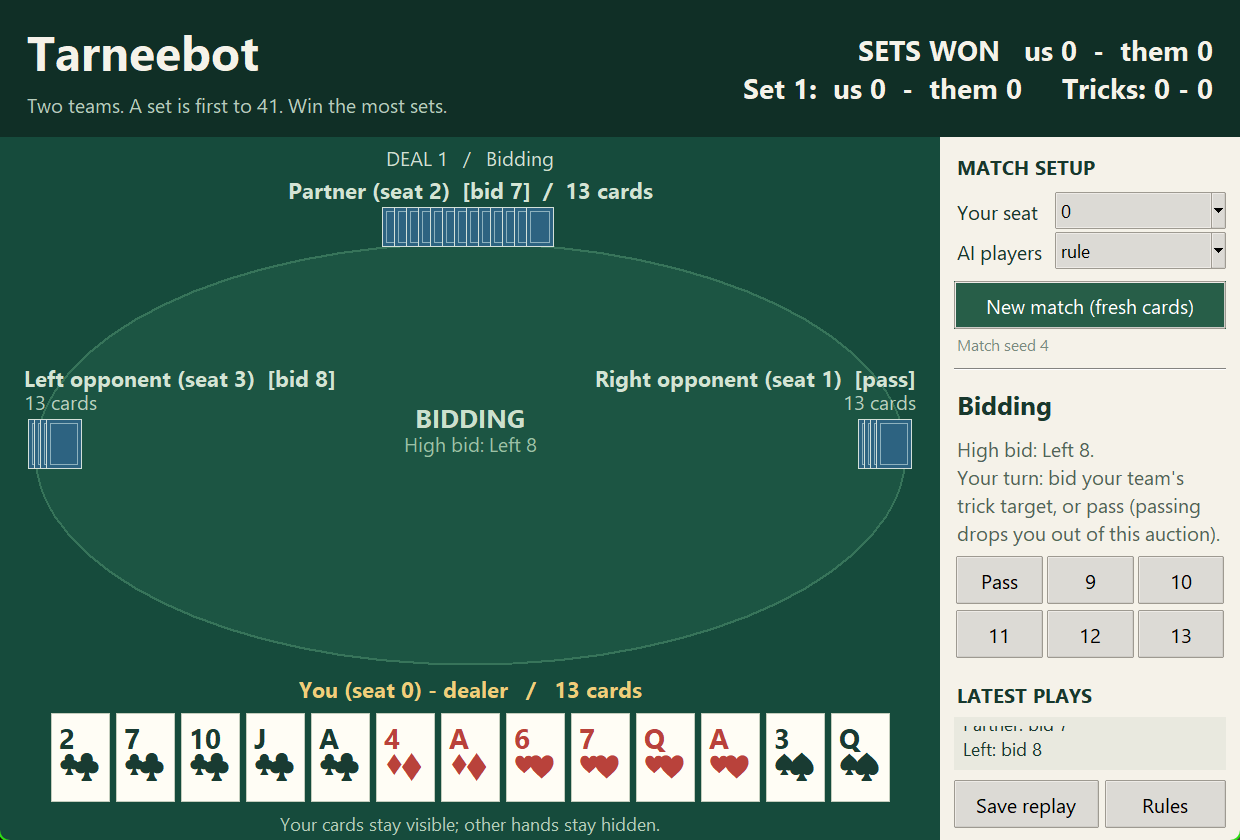 Tarneebot
Two teams. A set is first to 41. Win the most sets.
SETS WON us 0 - them 0
Set 1: us 0 - them 0 Tricks: 0 - 0
DEAL 1 / Bidding
Partner (seat 2) [bid 7] / 13 cards
Left opponent (seat 3) [bid 8]
13 cards
Right opponent (seat 1) [pass]
13 cards
BIDDING
High bid: Left 8
You (seat 0) - dealer / 13 cards
2 7 10 J A 4 A 6 7 Q A 3 Q
Your cards stay visible; other hands stay hidden.
MATCH SETUP
Your seat 0
AI players rule
New match (fresh cards)
Match seed 4
Bidding
High bid: Left 8.
Your turn: bid your team's
trick target, or pass (passing
drops you out of this auction).
Pass 9 10
11 12 13
LATEST PLAYS
Partner: bid 7
Left: bid 8
Save replay Rules